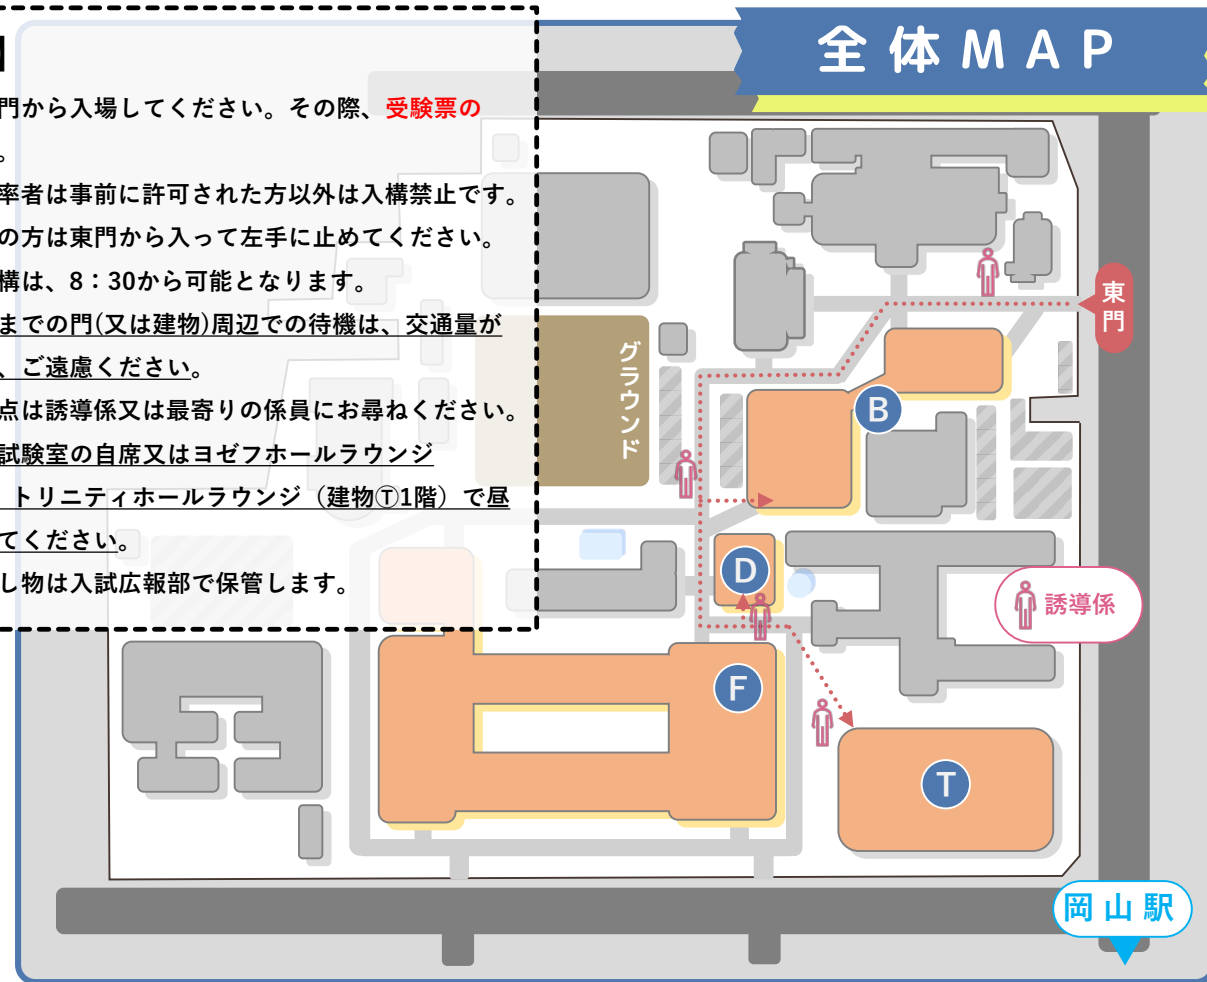 全体MAP
門から入場してください。その際、受験票の
。
率者は事前に許可された方以外は入構禁止です。
の方は東門から入って左手に止めてください。
構は、8：30から可能となります。
までの門(又は建物)周辺での待機は、交通量が
、ご遠慮ください。
点は誘導係又は最寄りの係員にお尋ねください。
試験室の自席又はヨゼフホールラウンジ
トリニティホールラウンジ（建物Ⓣ1階）で昼
てください。
し物は入試広報部で保管します。
東門
グラウンド
B
D
誘導係
F
T
岡山駅